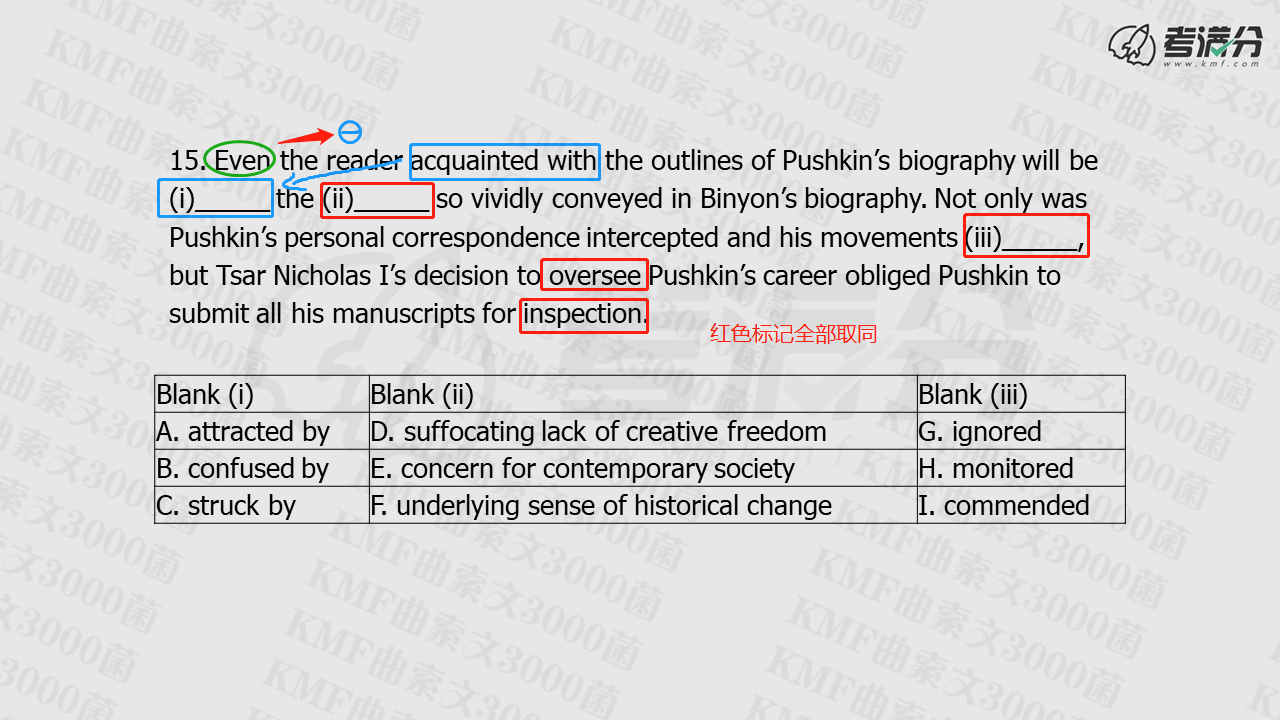 考满分
www.kmf.com
15. Even the reader acquainted with the outlines of Pushkin’s biography will be
(i)______ the (ii)______ so vividly conveyed in Binyon’s biography. Not only was
Pushkin’s personal correspondence intercepted and his movements (iii)______,
but Tsar Nicholas I’s decision to oversee Pushkin’s career obliged Pushkin to
submit all his manuscripts for inspection.
红色标记全部取同
Blank (i) Blank (ii) Blank (iii)
A. attracted by D. suffocating lack of creative freedom G. ignored
B. confused by E. concern for contemporary society H. monitored
C. struck by F. underlying sense of historical change I. commended
KMF曲索文3000菌